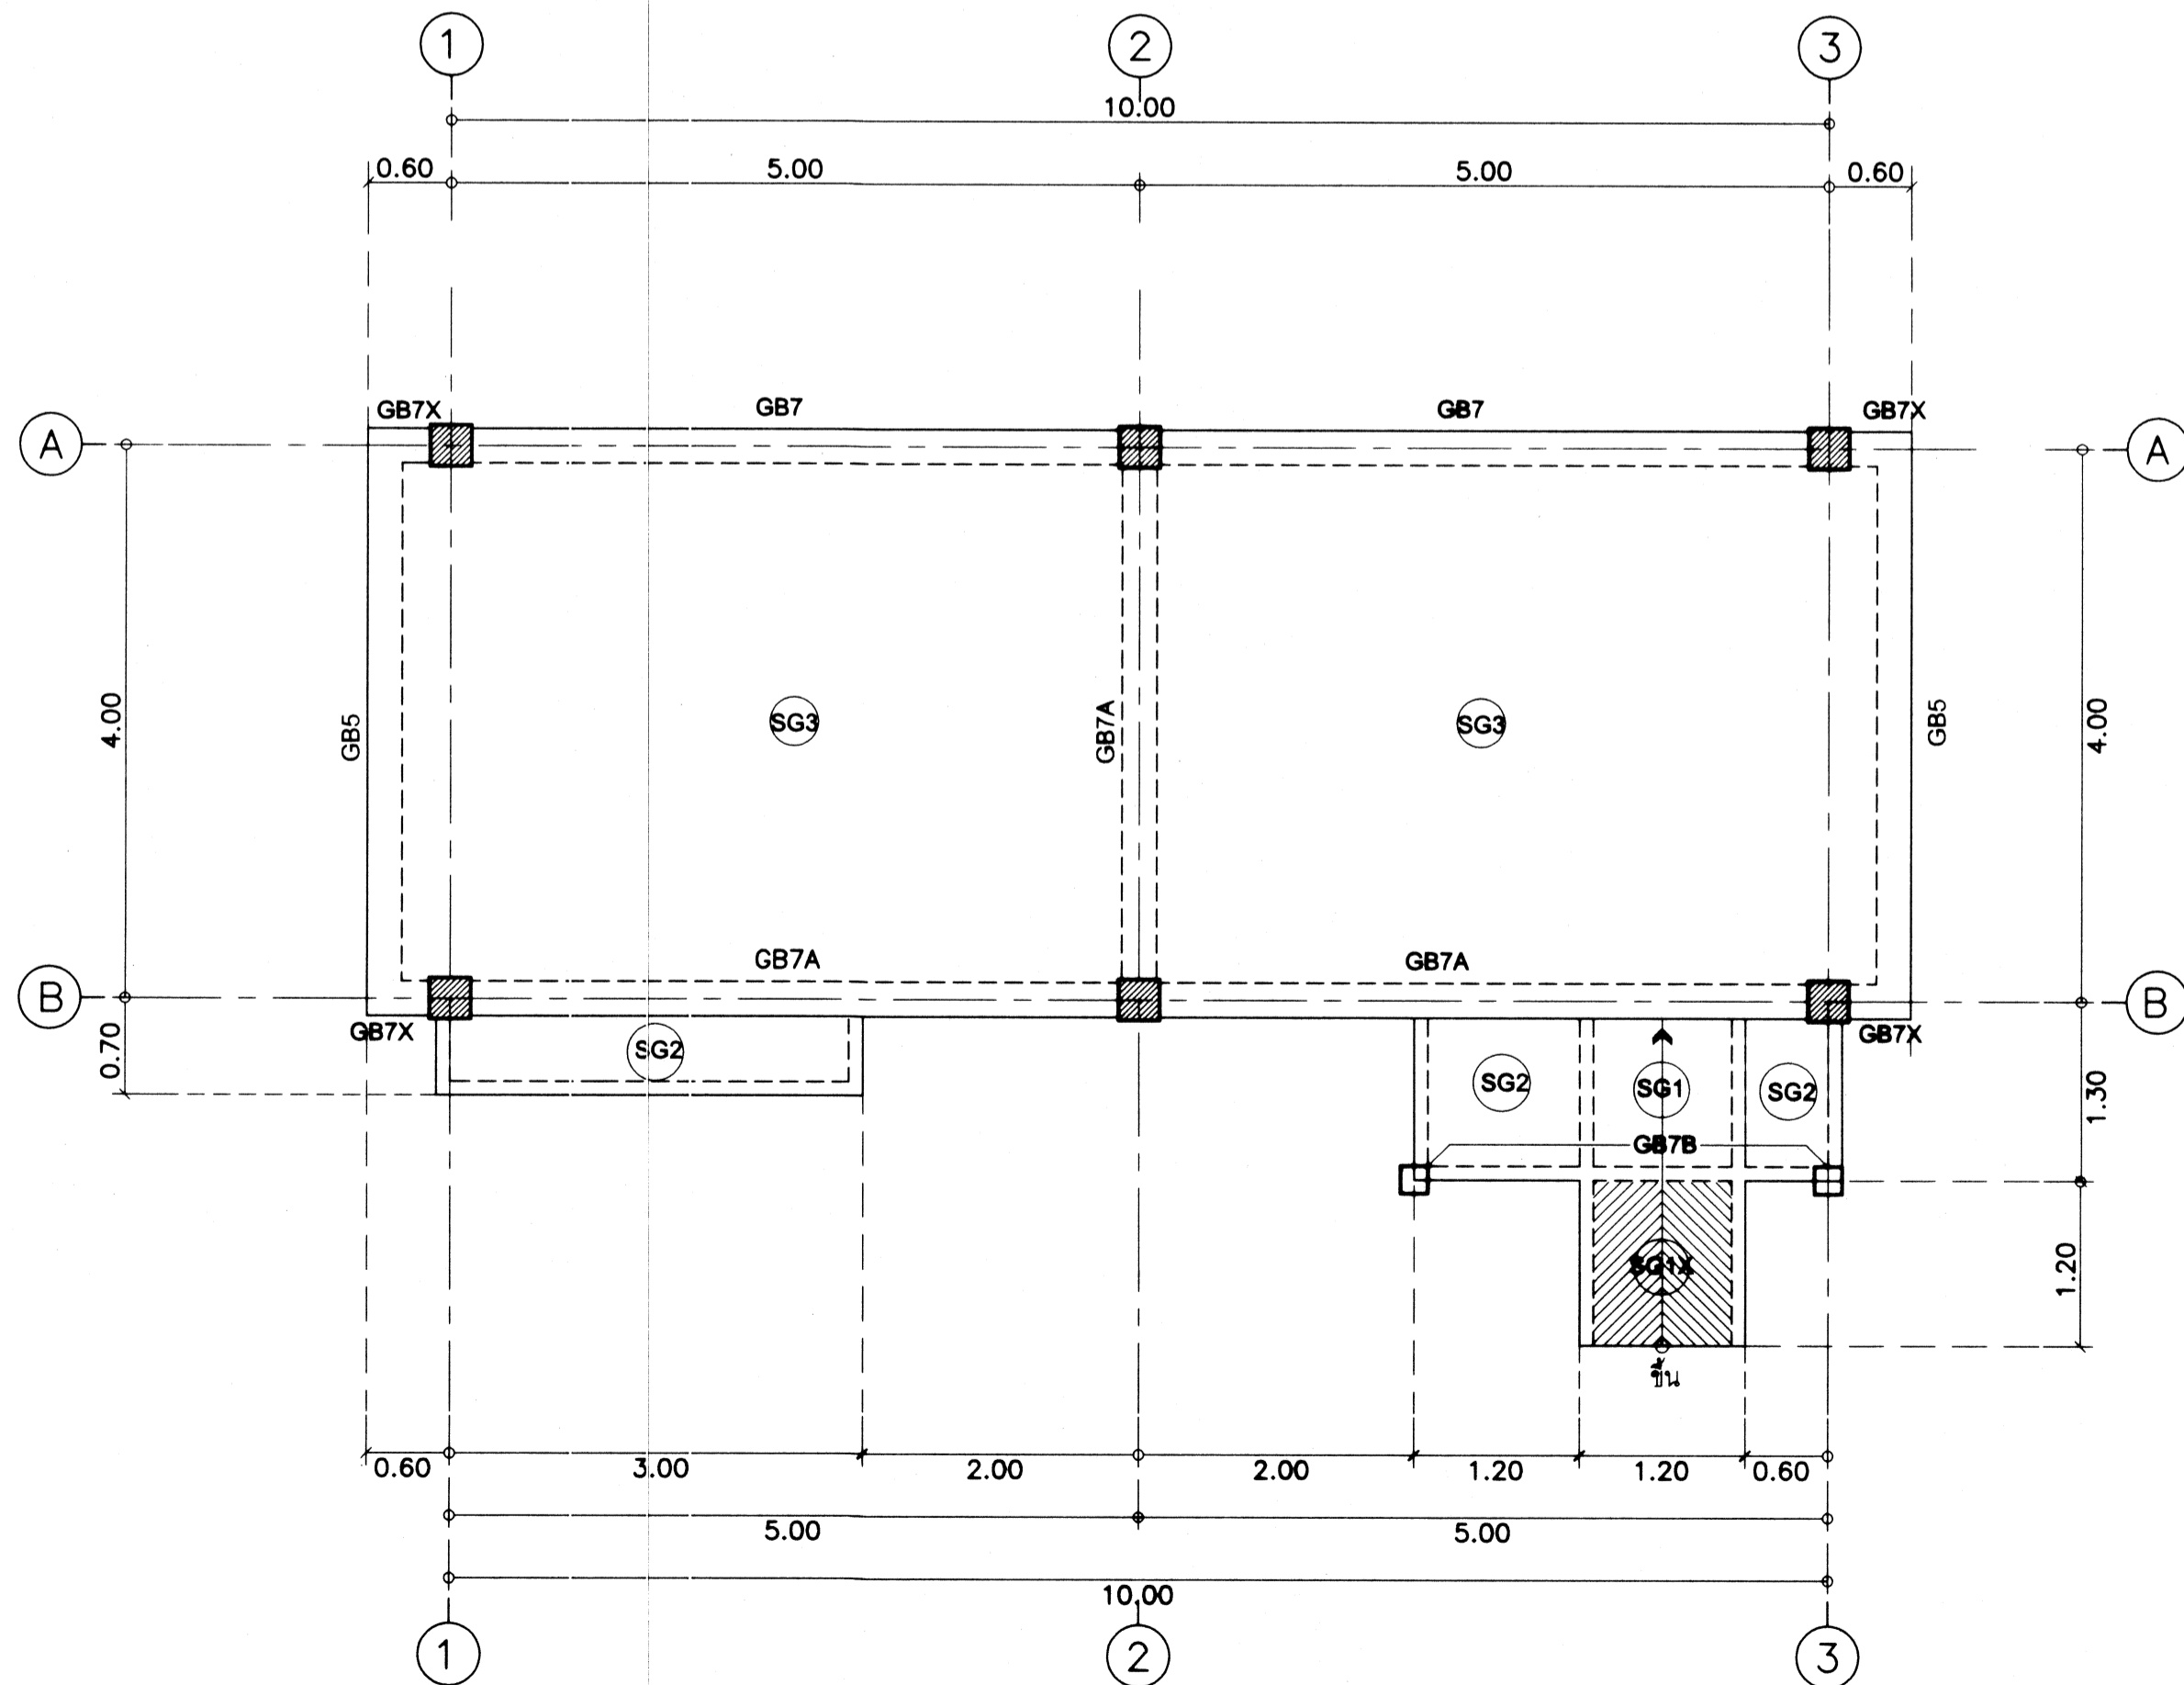 1 2 3
10.00
0.60 5.00 5.00 0.60
GB7X GB7 GB7 GB7X
A A
4.00 GB5 SG3 GB7A SG3 GB5 4.00
GB7A GB7A
B B
0.70 GB7X SG2 GB7X
SG2 SG1 SG2 1.30
GB7B
SG1X 1.20
ขึ้น
0.60 3.00 2.00 2.00 1.20 1.20 0.60
5.00 5.00
10.00
1 2 3